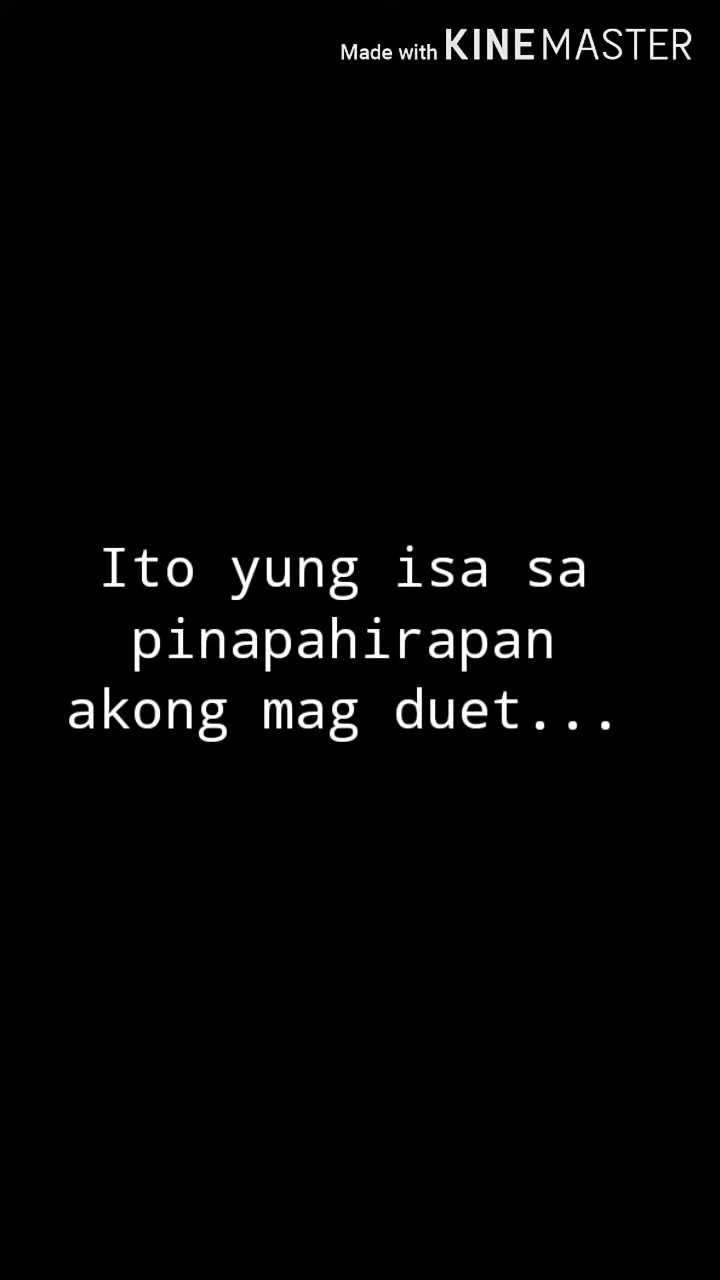 Made with KINEMASTER
Ito yung isa sa
pinapahirapan
akong mag duet...